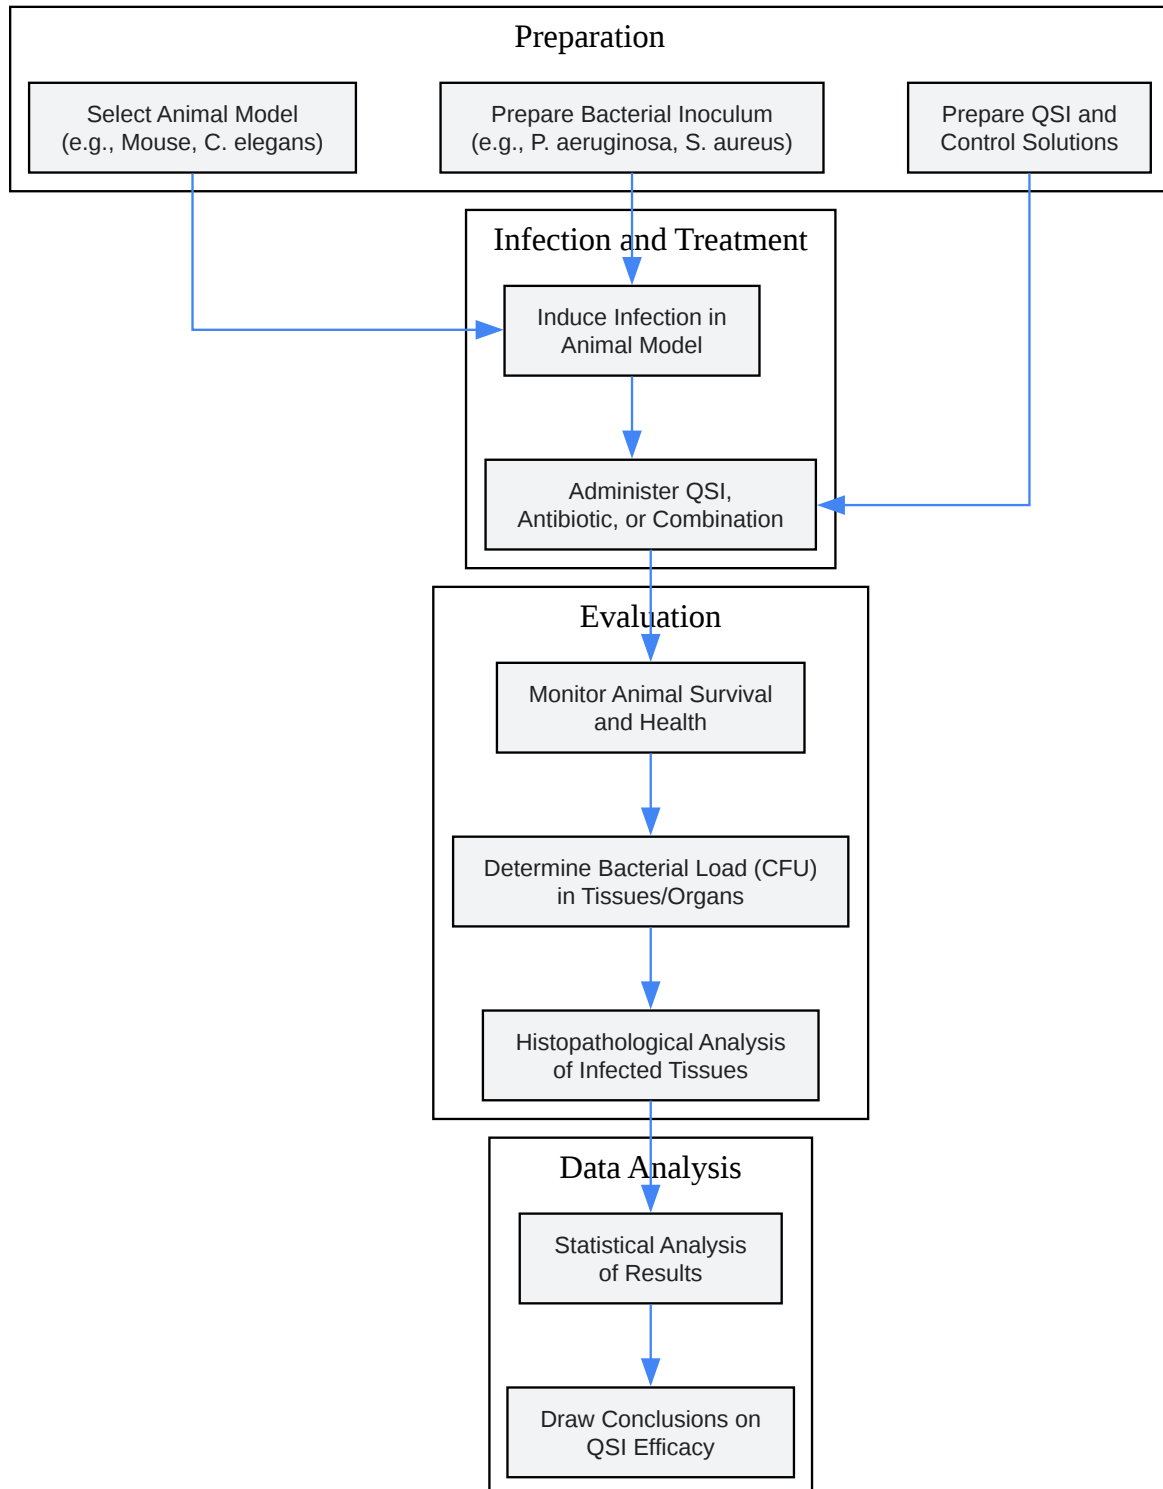 Preparation
Select Animal Model
(e.g., Mouse, C. elegans)
Prepare Bacterial Inoculum
(e.g., P. aeruginosa, S. aureus)
Prepare QSI and
Control Solutions
Infection and Treatment
Induce Infection in
Animal Model
Administer QSI,
Antibiotic, or Combination
Evaluation
Monitor Animal Survival
and Health
Determine Bacterial Load (CFU)
in Tissues/Organs
Histopathological Analysis
of Infected Tissues
Data Analysis
Statistical Analysis
of Results
Draw Conclusions on
QSI Efficacy